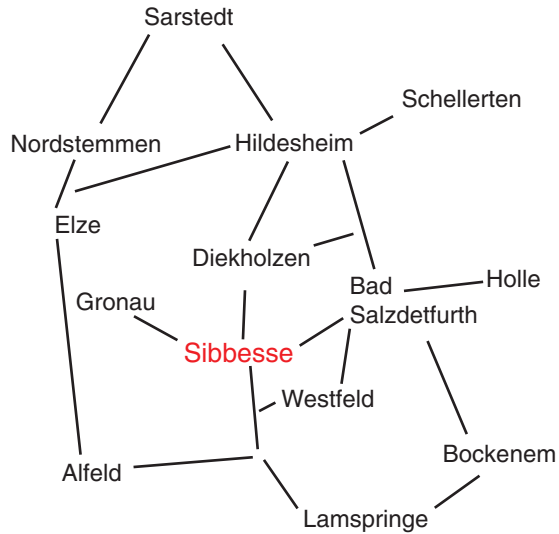 Sarstedt
Schellerten
Nordstemmen
Hildesheim
Elze
Diekholzen
Bad
Salzdetfurth
Holle
Gronau
Sibbesse
Westfeld
Bockenem
Alfeld
Lamspringe